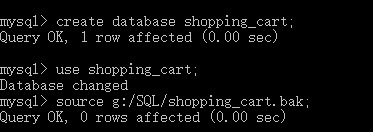 mysql> create database shopping_cart;
Query OK, 1 row affected (0.00 sec)
mysql> use shopping_cart;
Database changed
mysql> source g:/SQL/shopping_cart.bak;
Query OK, 0 rows affected (0.00 sec)